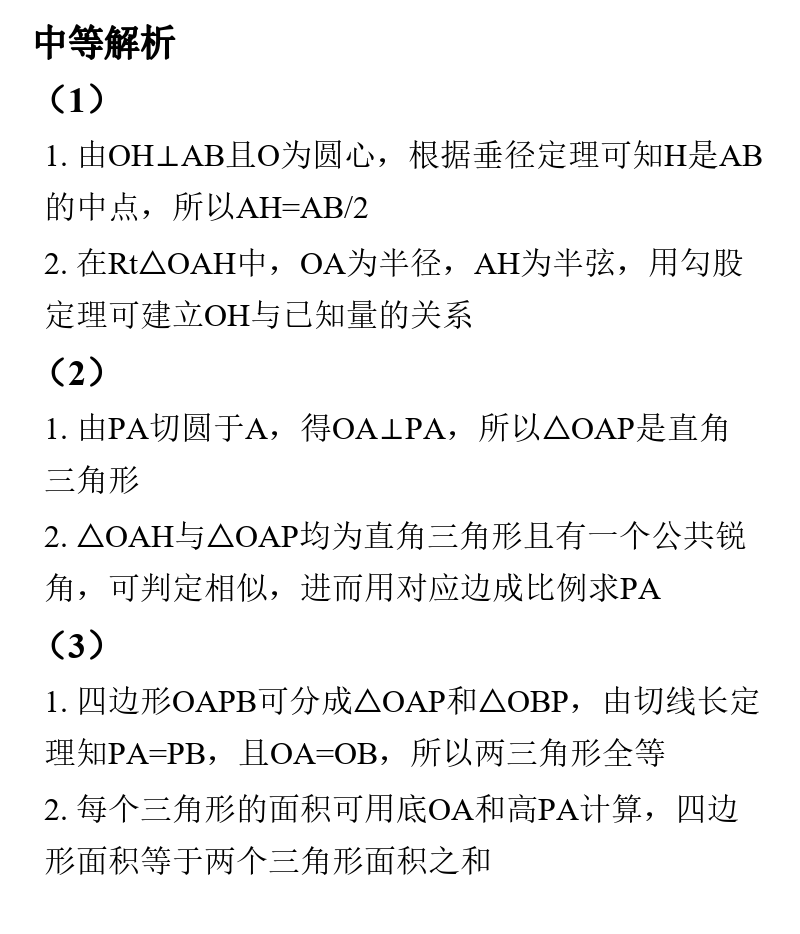 中等解析
（1）
1. 由OH⊥AB且O为圆心，根据垂径定理可知H是AB
的中点，所以AH=AB/2
2. 在Rt△OAH中，OA为半径，AH为半弦，用勾股
定理可建立OH与已知量的关系
（2）
1. 由PA切圆于A，得OA⊥PA，所以△OAP是直角
三角形
2. △OAH与△OAP均为直角三角形且有一个公共锐
角，可判定相似，进而用对应边成比例求PA
（3）
1. 四边形OAPB可分成△OAP和△OBP，由切线长定
理知PA=PB，且OA=OB，所以两三角形全等
2. 每个三角形的面积可用底OA和高PA计算，四边
形面积等于两个三角形面积之和